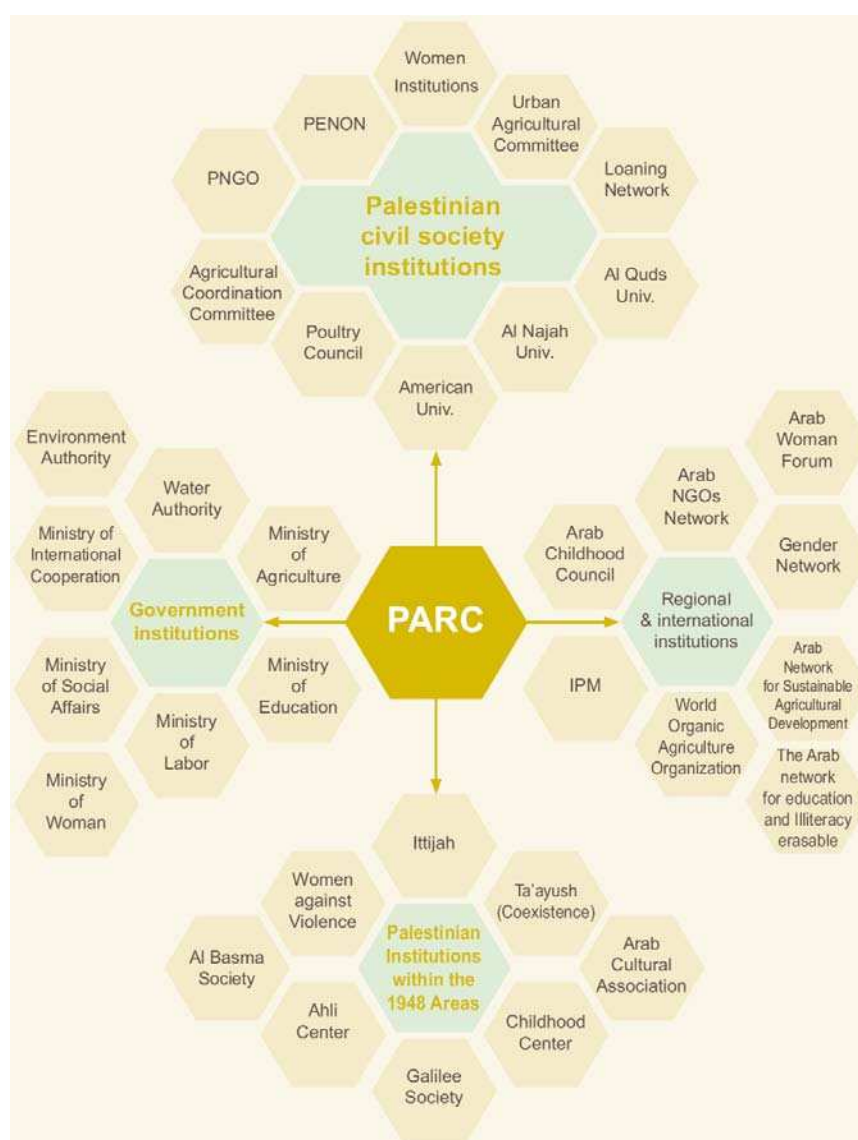 Women
Institutions
PENON
Urban
Agricultural
Committee
PNGO
Loaning
Network
Palestinian
civil society
institutions
Agricultural
Coordination
Committee
Al Quds
Univ.
Poultry
Council
Al Najah
Univ.
American
Univ.
Environment
Authority
Water
Authority
Ministry of
International
Cooperation
Ministry
of
Agriculture
Government
institutions
Ministry
of Social
Affairs
Ministry
of
Education
Ministry
of
Labor
Ministry
of
Woman
PARC
Arab
Woman
Forum
Arab
NGOs
Network
Arab
Childhood
Council
Gender
Network
Regional
& international
institutions
IPM
Arab
Network
for Sustainable
Agricultural
Development
World
Organic
Agriculture
Organization
The Arab
network
for education
and Illiteracy
erasable
Ittijah
Women
against
Violence
Ta'ayush
(Coexistence)
Al Basma
Society
Palestinian
Institutions
within the
1948 Areas
Arab
Cultural
Association
Ahli
Center
Childhood
Center
Galilee
Society